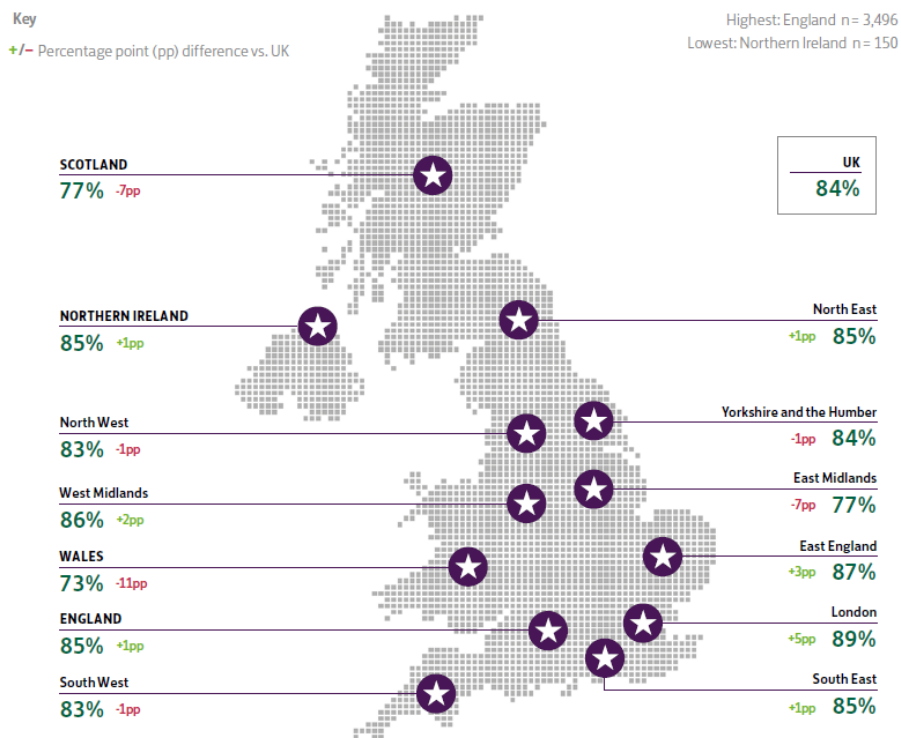 Key
+/– Percentage point (pp) difference vs. UK
Highest: England n = 3,496
Lowest: Northern Ireland n = 150
UK
84%
SCOTLAND
77% -7pp
NORTHERN IRELAND
85% +1pp
North East
+1pp 85%
North West
83% -1pp
Yorkshire and the Humber
-1pp 84%
West Midlands
86% +2pp
East Midlands
-7pp 77%
WALES
73% -11pp
East England
+3pp 87%
ENGLAND
85% +1pp
London
+5pp 89%
South West
83% -1pp
South East
+1pp 85%